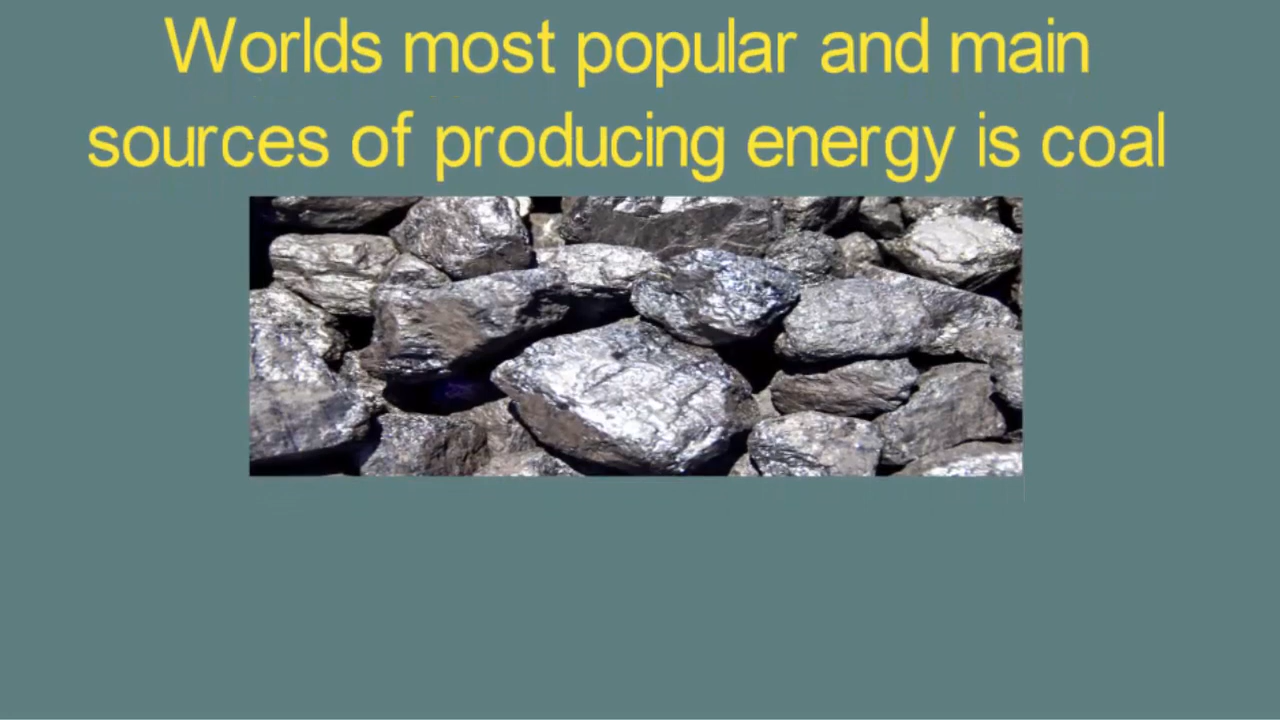 Worlds most popular and main
sources of producing energy is coal